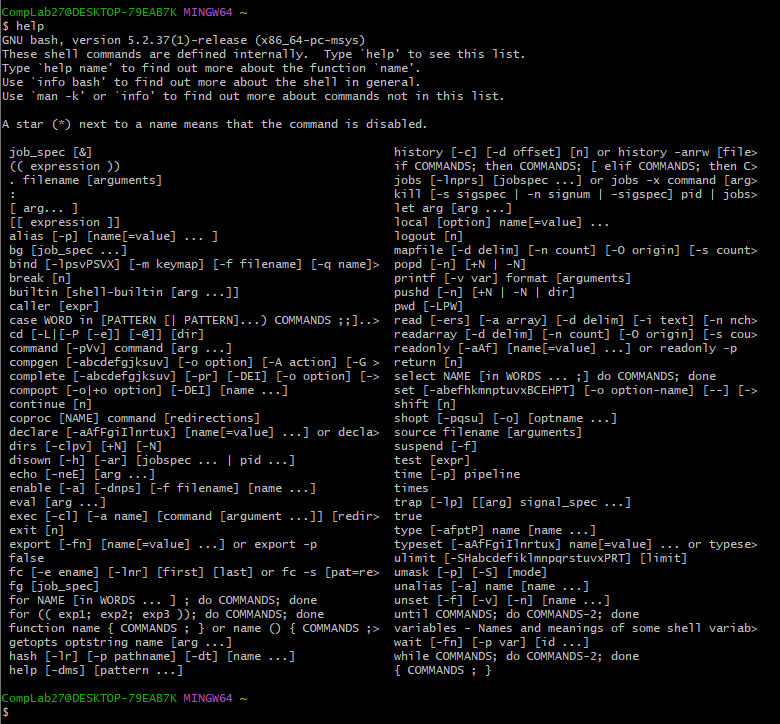 CompLab27@DESKTOP-79EAB7K MINGW64 ~
$ help
GNU bash, version 5.2.37(1)-release (x86_64-pc-msys)
These shell commands are defined internally.  Type `help' to see this list.
Type `help name' to find out more about the function `name'.
Use `info bash' to find out more about the shell in general.
Use `man -k' or `info' to find out more about commands not in this list.

A star (*) next to a name means that the command is disabled.

 job_spec [&]                                            history [-c] [-d offset] [n] or history -anrw [file>
 (( expression ))                                        if COMMANDS; then COMMANDS; [ elif COMMANDS; then C>
 . filename [arguments]                                  jobs [-lnprs] [jobspec ...] or jobs -x command [arg>
 :                                                       kill [-s sigspec | -n signum | -sigspec] pid | jobs>
 [ arg... ]                                              let arg [arg ...]
 [[ expression ]]                                        local [option] name[=value] ...
 alias [-p] [name[=value] ... ]                          logout [n]
 bg [job_spec ...]                                       mapfile [-d delim] [-n count] [-O origin] [-s count>
 bind [-lpsvPSVX] [-m keymap] [-f filename] [-q name]>   popd [-n] [+N | -N]
 break [n]                                               printf [-v var] format [arguments]
 builtin [shell-builtin [arg ...]]                       pushd [-n] [+N | -N | dir]
 caller [expr]                                           pwd [-LPW]
 case WORD in [PATTERN [| PATTERN]...) COMMANDS ;;]..>   read [-ers] [-a array] [-d delim] [-i text] [-n nch>
 cd [-L|[-P [-e]] [-@]] [dir]                            readarray [-d delim] [-n count] [-O origin] [-s cou>
 command [-pVv] command [arg ...]                        readonly [-aAf] [name[=value] ...] or readonly -p
 compgen [-abcdefgjksuv] [-o option] [-A action] [-G >   return [n]
 complete [-abcdefgjksuv] [-pr] [-DEI] [-o option] [->   select NAME [in WORDS ... ;] do COMMANDS; done
 compopt [-o|+o option] [-DEI] [name ...]                set [-abefhkmnptuvxBCEHPT] [-o option-name] [--] [->
 continue [n]                                            shift [n]
 coproc [NAME] command [redirections]                    shopt [-pqsu] [-o] [optname ...]
 declare [-aAfFgiIlnrtux] [name[=value] ...] or decla>   source filename [arguments]
 dirs [-clpv] [+N] [-N]                                  suspend [-f]
 disown [-h] [-ar] [jobspec ... | pid ...]               test [expr]
 echo [-neE] [arg ...]                                   time [-p] pipeline
 enable [-a] [-dnps] [-f filename] [name ...]            times
 eval [arg ...]                                          trap [-lp] [[arg] signal_spec ...]
 exec [-cl] [-a name] [command [argument ...]] [redir>   true
 exit [n]                                                type [-afptP] name [name ...]
 export [-fn] [name[=value] ...] or export -p            typeset [-aAfFgiIlnrtux] name[=value] ... or typese>
 false                                                   ulimit [-SHabcdefiklmnpqrstuvxPRT] [limit]
 fc [-e ename] [-lnr] [first] [last] or fc -s [pat=re>   umask [-p] [-S] [mode]
 fg [job_spec]                                           unalias [-a] name [name ...]
 for NAME [in WORDS ... ] ; do COMMANDS; done            unset [-f] [-v] [-n] [name ...]
 for (( exp1; exp2; exp3 )); do COMMANDS; done           until COMMANDS; do COMMANDS-2; done
 function name { COMMANDS ; } or name () { COMMANDS ;>   variables - Names and meanings of some shell variab>
 getopts optstring name [arg ...]                        wait [-fn] [-p var] [id ...]
 hash [-lr] [-p pathname] [-dt] [name ...]               while COMMANDS; do COMMANDS-2; done
 help [-dms] [pattern ...]                               { COMMANDS ; }

CompLab27@DESKTOP-79EAB7K MINGW64 ~
$